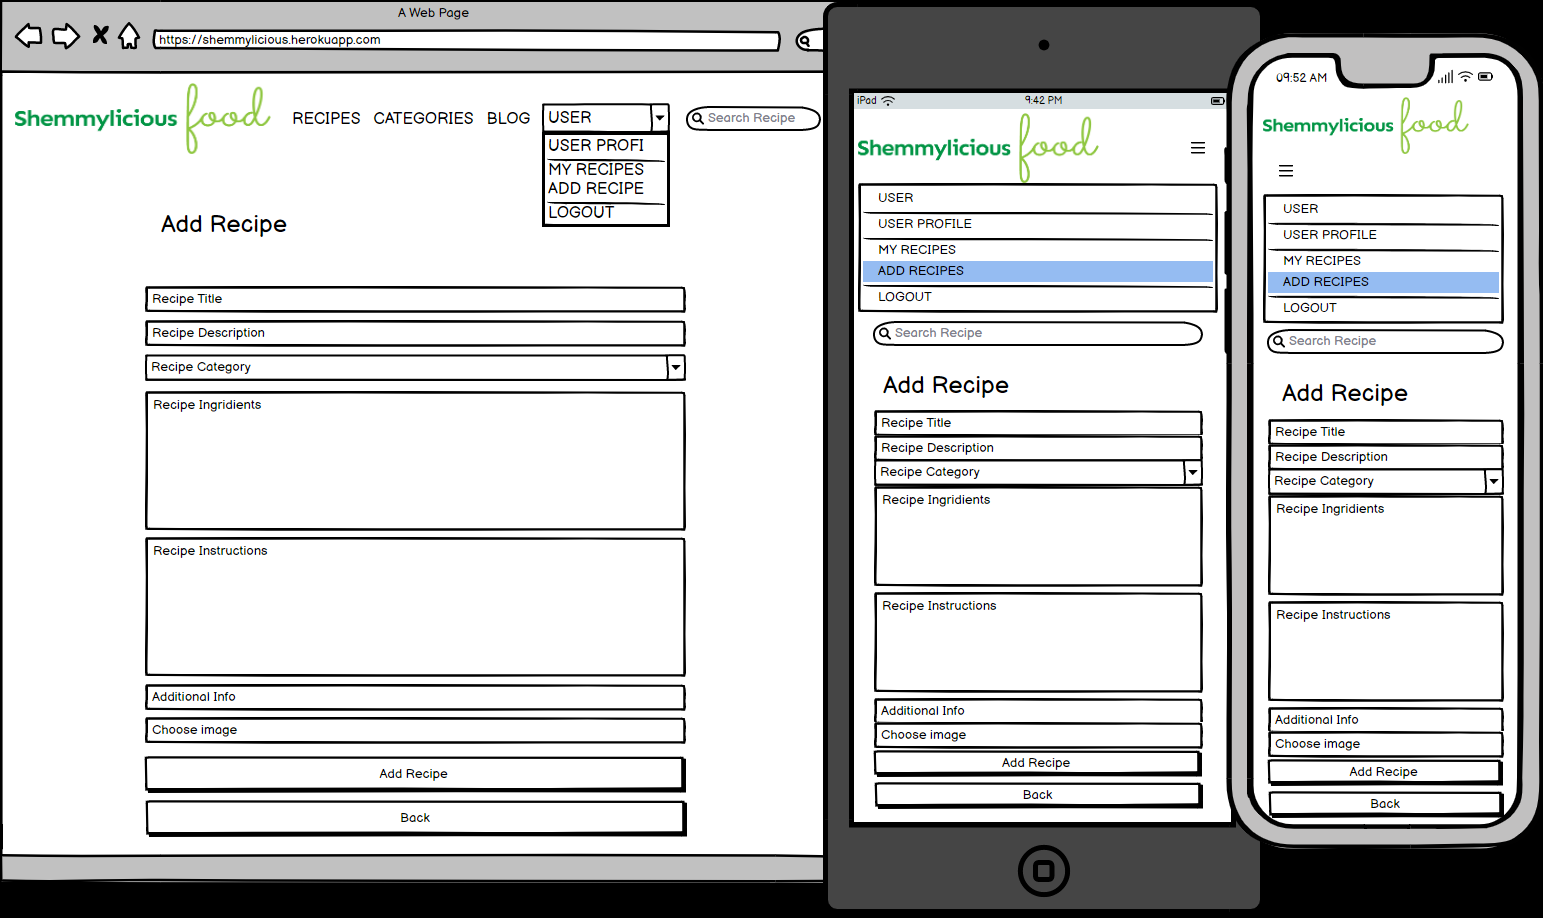 A Web Page
https://shemmylicious.herokuapp.com
Shemmylicious food
RECIPES CATEGORIES BLOG USER Search Recipe
USER PROFI
MY RECIPES
ADD RECIPE
LOGOUT
Add Recipe
Recipe Title
Recipe Description
Recipe Category
Recipe Ingridients
Recipe Instructions
Additional Info
Choose image
Add Recipe
Back
iPad 9:42 PM
Shemmylicious food
USER
USER PROFILE
MY RECIPES
ADD RECIPES
LOGOUT
Search Recipe
Add Recipe
Recipe Title
Recipe Description
Recipe Category
Recipe Ingridients
Recipe Instructions
Additional Info
Choose image
Add Recipe
Back
09:52 AM
Shemmylicious food
USER
USER PROFILE
MY RECIPES
ADD RECIPES
LOGOUT
Search Recipe
Add Recipe
Recipe Title
Recipe Description
Recipe Category
Recipe Ingridients
Recipe Instructions
Additional Info
Choose image
Add Recipe
Back